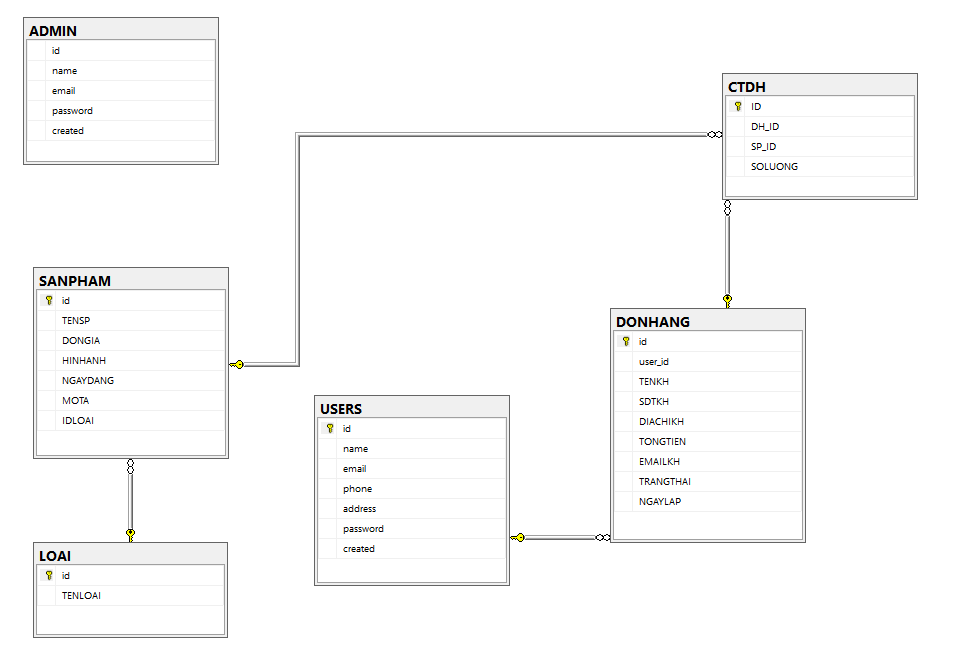 ADMIN
id
name
email
password
created
CTDH
ID
DH_ID
SP_ID
SOLUONG
SANPHAM
id
TENSP
DONGIA
HINHANH
NGAYDANG
MOTA
IDLOAI
DONHANG
id
user_id
TENKH
SDTKH
DIACHIKH
TONGTIEN
EMAILKH
TRANGTHAI
NGAYLAP
USERS
id
name
email
phone
address
password
created
LOAI
id
TENLOAI